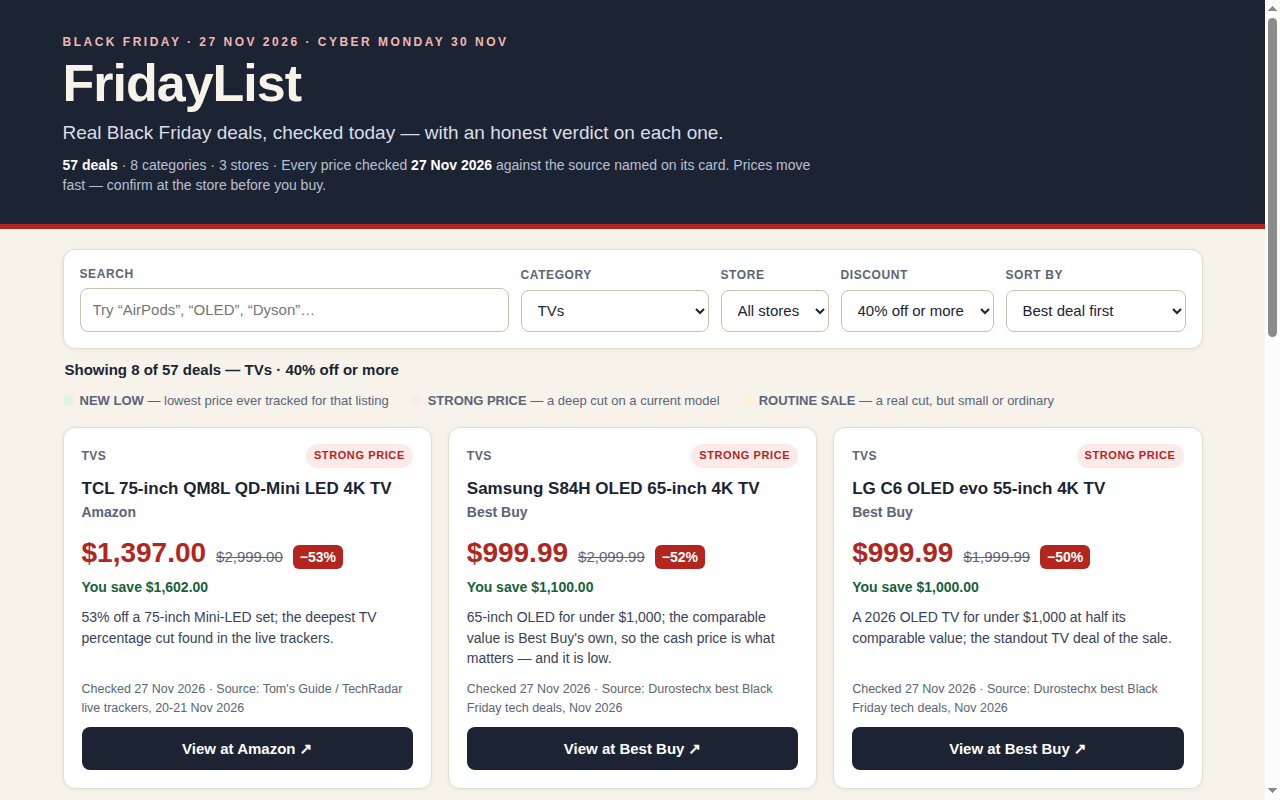 BLACK FRIDAY · 27 NOV 2026 · CYBER MONDAY 30 NOV
FridayList
Real Black Friday deals, checked today — with an honest verdict on each one.
57 deals · 8 categories · 3 stores · Every price checked 27 Nov 2026 against the source named on its card. Prices move
fast — confirm at the store before you buy.
SEARCH
Try “AirPods”, “OLED”, “Dyson”…
CATEGORY
TVs
STORE
All stores
DISCOUNT
40% off or more
SORT BY
Best deal first
Showing 8 of 57 deals — TVs · 40% off or more
NEW LOW — lowest price ever tracked for that listing
STRONG PRICE — a deep cut on a current model
ROUTINE SALE — a real cut, but small or ordinary
TVS
STRONG PRICE
TCL 75-inch QM8L QD-Mini LED 4K TV
Amazon
$1,397.00 $2,999.00 −53%
You save $1,602.00
53% off a 75-inch Mini-LED set; the deepest TV
percentage cut found in the live trackers.
Checked 27 Nov 2026 · Source: Tom's Guide / TechRadar
live trackers, 20-21 Nov 2026
View at Amazon ↗
TVS
STRONG PRICE
Samsung S84H OLED 65-inch 4K TV
Best Buy
$999.99 $2,099.99 −52%
You save $1,100.00
65-inch OLED for under $1,000; the comparable
value is Best Buy's own, so the cash price is what
matters — and it is low.
Checked 27 Nov 2026 · Source: Durostechx best Black
Friday tech deals, Nov 2026
View at Best Buy ↗
TVS
STRONG PRICE
LG C6 OLED evo 55-inch 4K TV
Best Buy
$999.99 $1,999.99 −50%
You save $1,000.00
A 2026 OLED TV for under $1,000 at half its
comparable value; the standout TV deal of the sale.
Checked 27 Nov 2026 · Source: Durostechx best Black
Friday tech deals, Nov 2026
View at Best Buy ↗